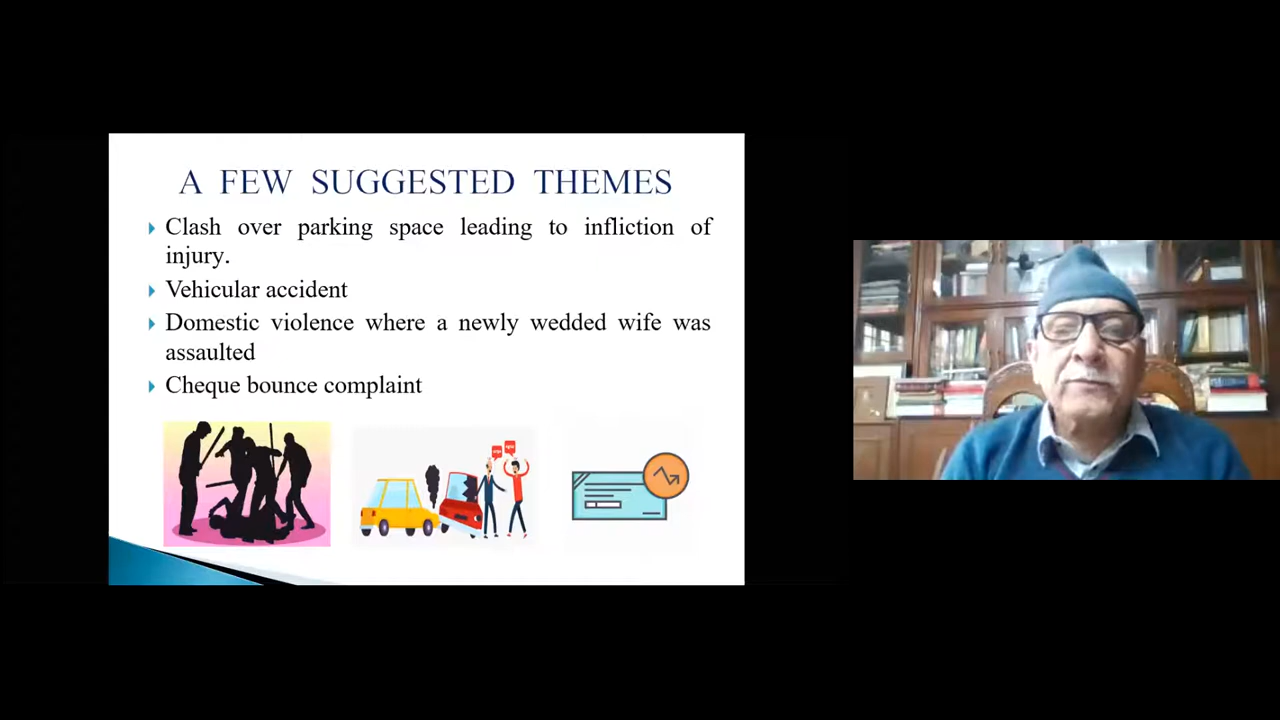 A FEW SUGGESTED THEMES
Clash over parking space leading to infliction of
injury.
Vehicular accident
Domestic violence where a newly wedded wife was
assaulted
Cheque bounce complaint